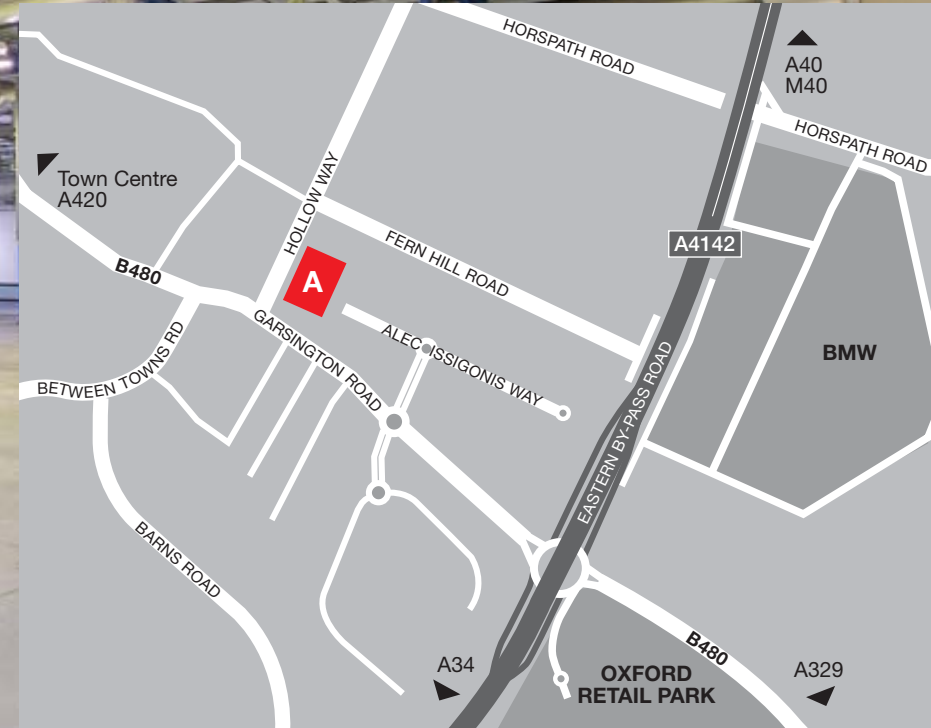 HORSPATH ROAD
A40
M40
HORSPATH ROAD
Town Centre
A420
HOLLOW WAY
A4142
FERN HILL ROAD
B480
A
GARSINGTON ROAD
ALEC ISSIGONIS WAY
BETWEEN TOWNS RD
BMW
EASTERN BY-PASS ROAD
BARNS ROAD
B480
A34
OXFORD
RETAIL PARK
A329